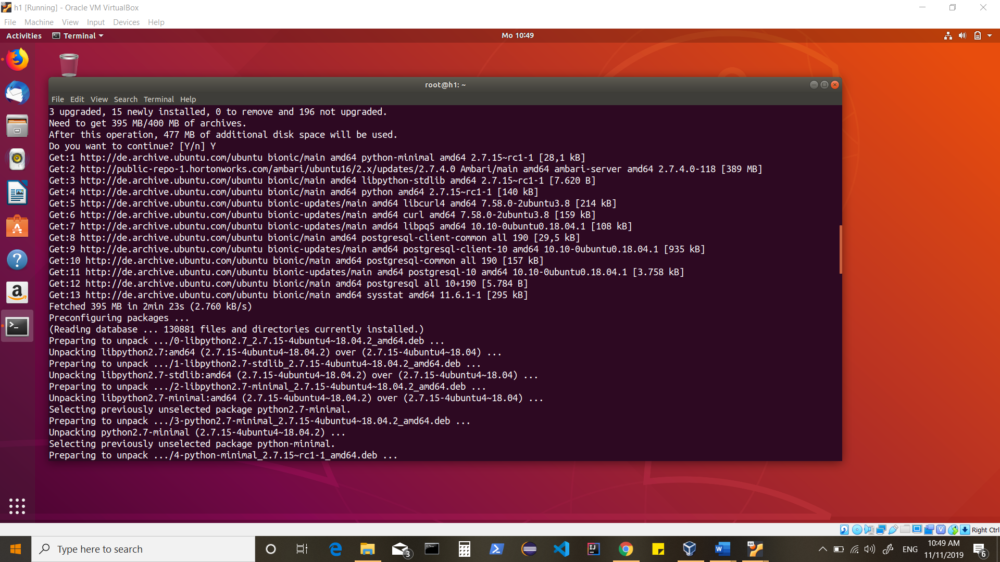 h1 [Running] - Oracle VM VirtualBox
File Machine View Input Devices Help
Activities Terminal Mo 10:49
root@h1: ~
File Edit View Search Terminal Help
3 upgraded, 15 newly installed, 0 to remove and 196 not upgraded.
Need to get 395 MB/400 MB of archives.
After this operation, 477 MB of additional disk space will be used.
Do you want to continue? [Y/n] Y
Get:1 http://de.archive.ubuntu.com/ubuntu bionic/main amd64 python-minimal amd64 2.7.15~rc1-1 [28,1 kB]
Get:2 http://public-repo-1.hortonworks.com/ambari/ubuntu16/2.x/updates/2.7.4.0 Ambari/main amd64 ambari-server amd64 2.7.4.0-118 [389 MB]
Get:3 http://de.archive.ubuntu.com/ubuntu bionic/main amd64 libpython-stdlib amd64 2.7.15~rc1-1 [7.620 B]
Get:4 http://de.archive.ubuntu.com/ubuntu bionic/main amd64 python amd64 2.7.15~rc1-1 [140 kB]
Get:5 http://de.archive.ubuntu.com/ubuntu bionic-updates/main amd64 libcurl4 amd64 7.58.0-2ubuntu3.8 [214 kB]
Get:6 http://de.archive.ubuntu.com/ubuntu bionic-updates/main amd64 curl amd64 7.58.0-2ubuntu3.8 [159 kB]
Get:7 http://de.archive.ubuntu.com/ubuntu bionic-updates/main amd64 libpq5 amd64 10.10-0ubuntu0.18.04.1 [108 kB]
Get:8 http://de.archive.ubuntu.com/ubuntu bionic/main amd64 postgresql-client-common all 190 [29,5 kB]
Get:9 http://de.archive.ubuntu.com/ubuntu bionic-updates/main amd64 postgresql-client-10 amd64 10.10-0ubuntu0.18.04.1 [935 kB]
Get:10 http://de.archive.ubuntu.com/ubuntu bionic/main amd64 postgresql-common all 190 [157 kB]
Get:11 http://de.archive.ubuntu.com/ubuntu bionic-updates/main amd64 postgresql-10 amd64 10.10-0ubuntu0.18.04.1 [3.758 kB]
Get:12 http://de.archive.ubuntu.com/ubuntu bionic/main amd64 postgresql all 10+190 [5.784 B]
Get:13 http://de.archive.ubuntu.com/ubuntu bionic/main amd64 sysstat amd64 11.6.1-1 [295 kB]
Fetched 395 MB in 2min 23s (2.760 kB/s)
Preconfiguring packages ...
(Reading database ... 130881 files and directories currently installed.)
Preparing to unpack .../0-libpython2.7_2.7.15-4ubuntu4~18.04.2_amd64.deb ...
Unpacking libpython2.7:amd64 (2.7.15-4ubuntu4~18.04.2) over (2.7.15-4ubuntu4~18.04) ...
Preparing to unpack .../1-libpython2.7-stdlib_2.7.15-4ubuntu4~18.04.2_amd64.deb ...
Unpacking libpython2.7-stdlib:amd64 (2.7.15-4ubuntu4~18.04.2) over (2.7.15-4ubuntu4~18.04) ...
Preparing to unpack .../2-libpython2.7-minimal_2.7.15-4ubuntu4~18.04.2_amd64.deb ...
Unpacking libpython2.7-minimal:amd64 (2.7.15-4ubuntu4~18.04.2) over (2.7.15-4ubuntu4~18.04) ...
Selecting previously unselected package python2.7-minimal.
Preparing to unpack .../3-python2.7-minimal_2.7.15-4ubuntu4~18.04.2_amd64.deb ...
Unpacking python2.7-minimal (2.7.15-4ubuntu4~18.04.2) ...
Selecting previously unselected package python-minimal.
Preparing to unpack .../4-python-minimal_2.7.15~rc1-1_amd64.deb ...
Right Ctrl
Type here to search
3
ENG
10:49 AM
11/11/2019
6